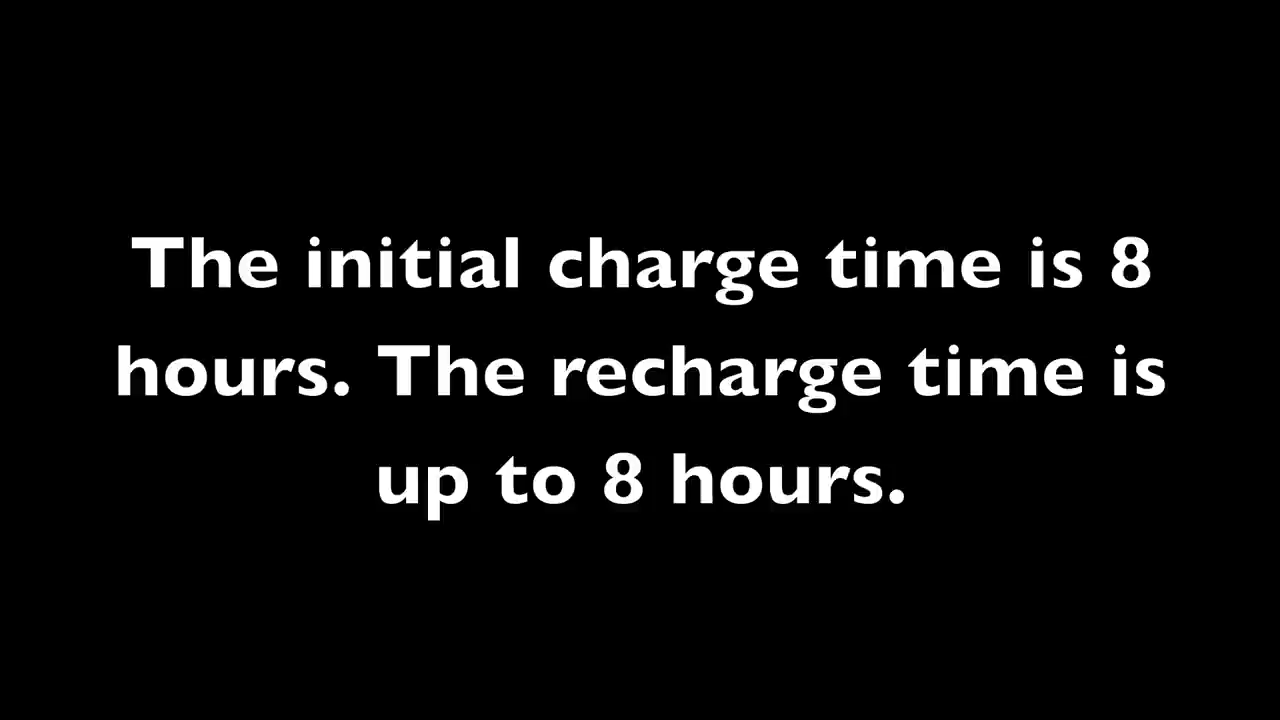 The initial charge time is 8
hours. The recharge time is
up to 8 hours.